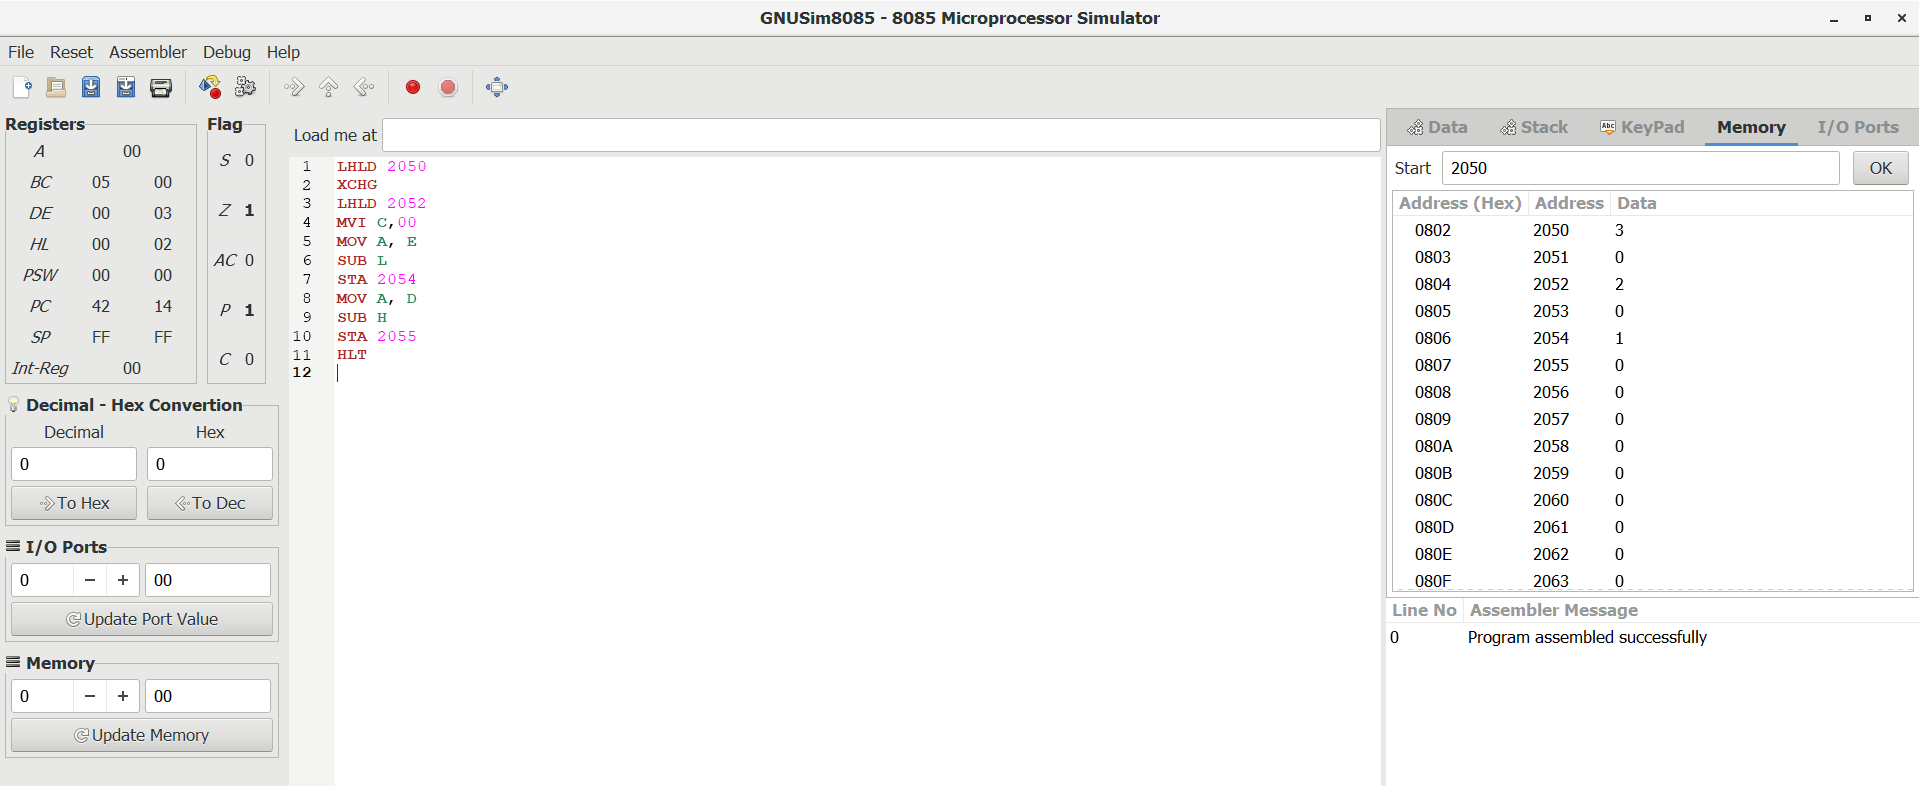 GNUSim8085 - 8085 Microprocessor Simulator
File Reset Assembler Debug Help
Registers
A 00
BC 05 00
DE 00 03
HL 00 02
PSW 00 00
PC 42 14
SP FF FF
Int-Reg 00
Flag
S 0
Z 1
AC 0
P 1
C 0
Decimal - Hex Convertion
Decimal Hex
0 0
To Hex To Dec
I/O Ports
0 − + 00
Update Port Value
Memory
0 − + 00
Update Memory
Load me at
1 LHLD 2050
2 XCHG
3 LHLD 2052
4 MVI C,00
5 MOV A, E
6 SUB L
7 STA 2054
8 MOV A, D
9 SUB H
10 STA 2055
11 HLT
12
Data Stack Abc KeyPad Memory I/O Ports
Start 2050 OK
Address (Hex) Address Data
0802 2050 3
0803 2051 0
0804 2052 2
0805 2053 0
0806 2054 1
0807 2055 0
0808 2056 0
0809 2057 0
080A 2058 0
080B 2059 0
080C 2060 0
080D 2061 0
080E 2062 0
080F 2063 0
Line No Assembler Message
0 Program assembled successfully